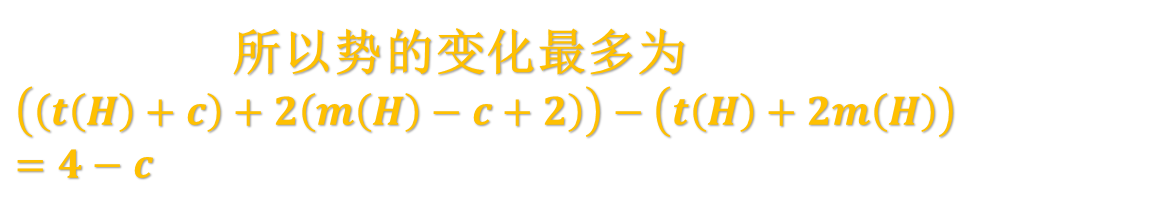 所以势的变化最多为
((t(H) + c) + 2(m(H) − c + 2)) − (t(H) + 2m(H))
= 4 − c